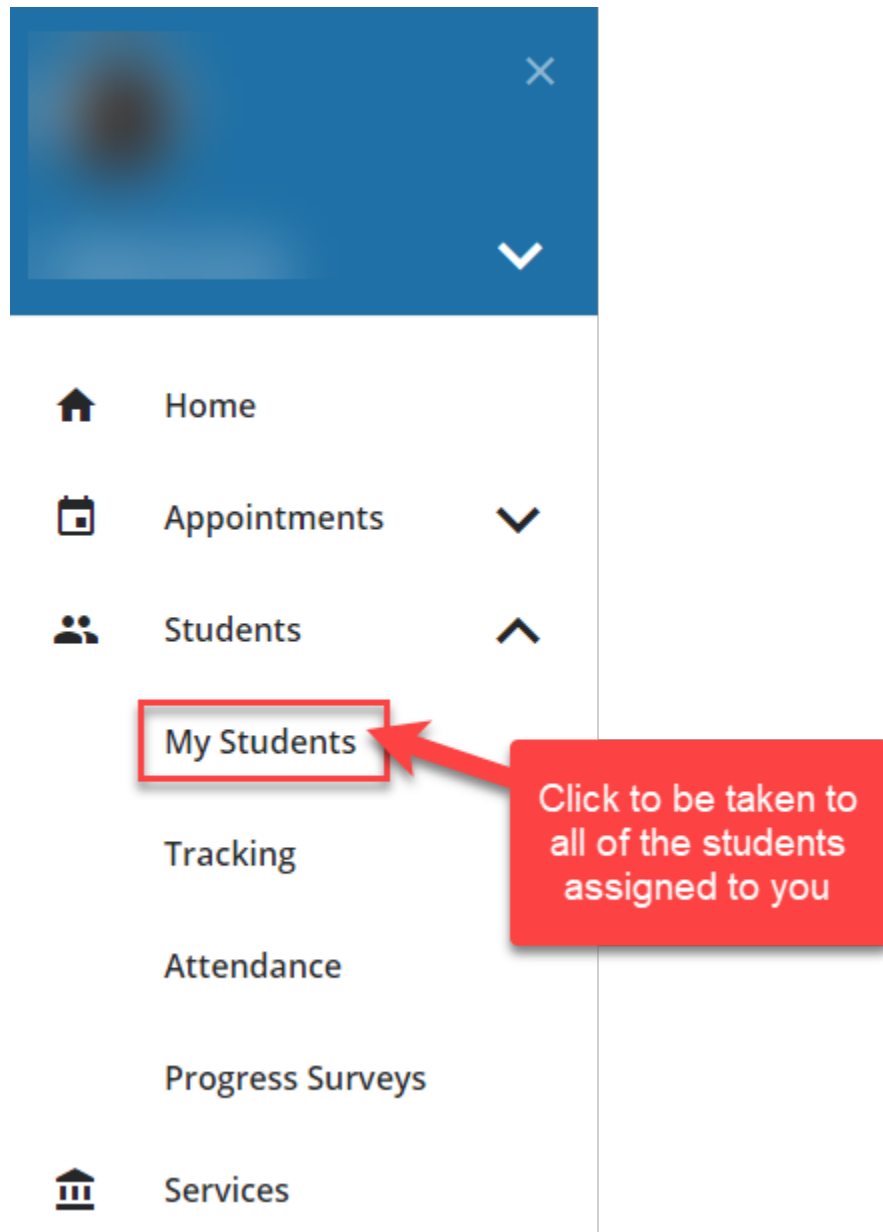 Home
Appointments
Students
My Students
Click to be taken to
all of the students
assigned to you
Tracking
Attendance
Progress Surveys
Services